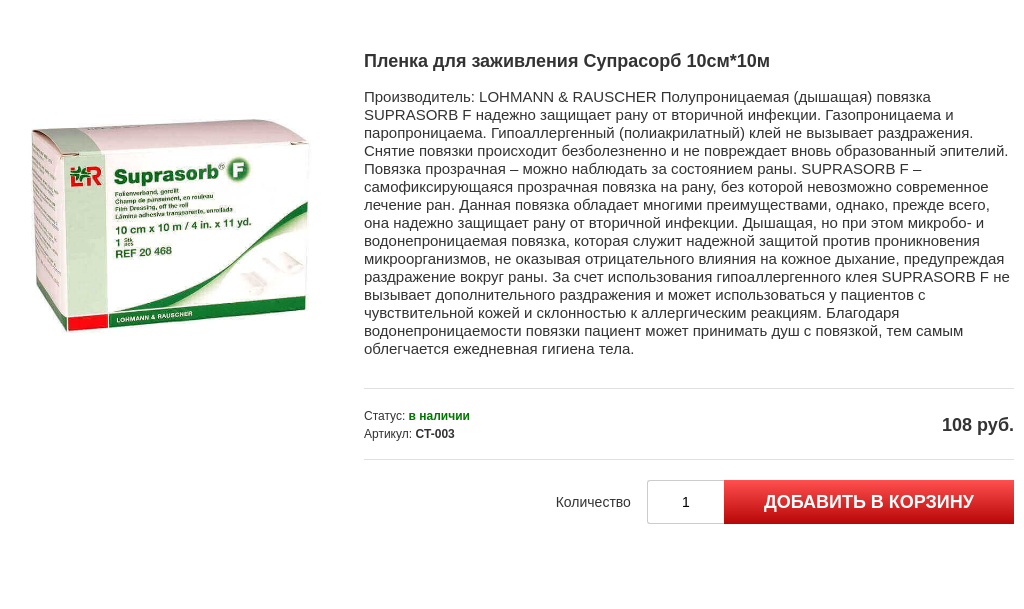 Пленка для заживления Супрасорб 10см*10м
Производитель: LOHMANN & RAUSCHER Полупроницаемая (дышащая) повязка
SUPRASORB F надежно защищает рану от вторичной инфекции. Газопроницаема и
паропроницаема. Гипоаллергенный (полиакрилатный) клей не вызывает раздражения.
Снятие повязки происходит безболезненно и не повреждает вновь образованный эпителий.
Повязка прозрачная – можно наблюдать за состоянием раны. SUPRASORB F –
самофиксирующаяся прозрачная повязка на рану, без которой невозможно современное
лечение ран. Данная повязка обладает многими преимуществами, однако, прежде всего,
она надежно защищает рану от вторичной инфекции. Дышащая, но при этом микробо- и
водонепроницаемая повязка, которая служит надежной защитой против проникновения
микроорганизмов, не оказывая отрицательного влияния на кожное дыхание, предупреждая
раздражение вокруг раны. За счет использования гипоаллергенного клея SUPRASORB F не
вызывает дополнительного раздражения и может использоваться у пациентов с
чувствительной кожей и склонностью к аллергическим реакциям. Благодаря
водонепроницаемости повязки пациент может принимать душ с повязкой, тем самым
облегчается ежедневная гигиена тела.
Статус: в наличии
Артикул: CT-003
108 руб.
Количество 1 ДОБАВИТЬ В КОРЗИНУ
L R
Suprasorb® F
Folienverband, gerollt
Champ de pansement, en rouleau
Film Dressing, off the roll
Lámina adhesiva transparente, enrollada
10 cm x 10 m / 4 in. x 11 yd.
1 Stk. pcs
REF 20 468
LOHMANN & RAUSCHER